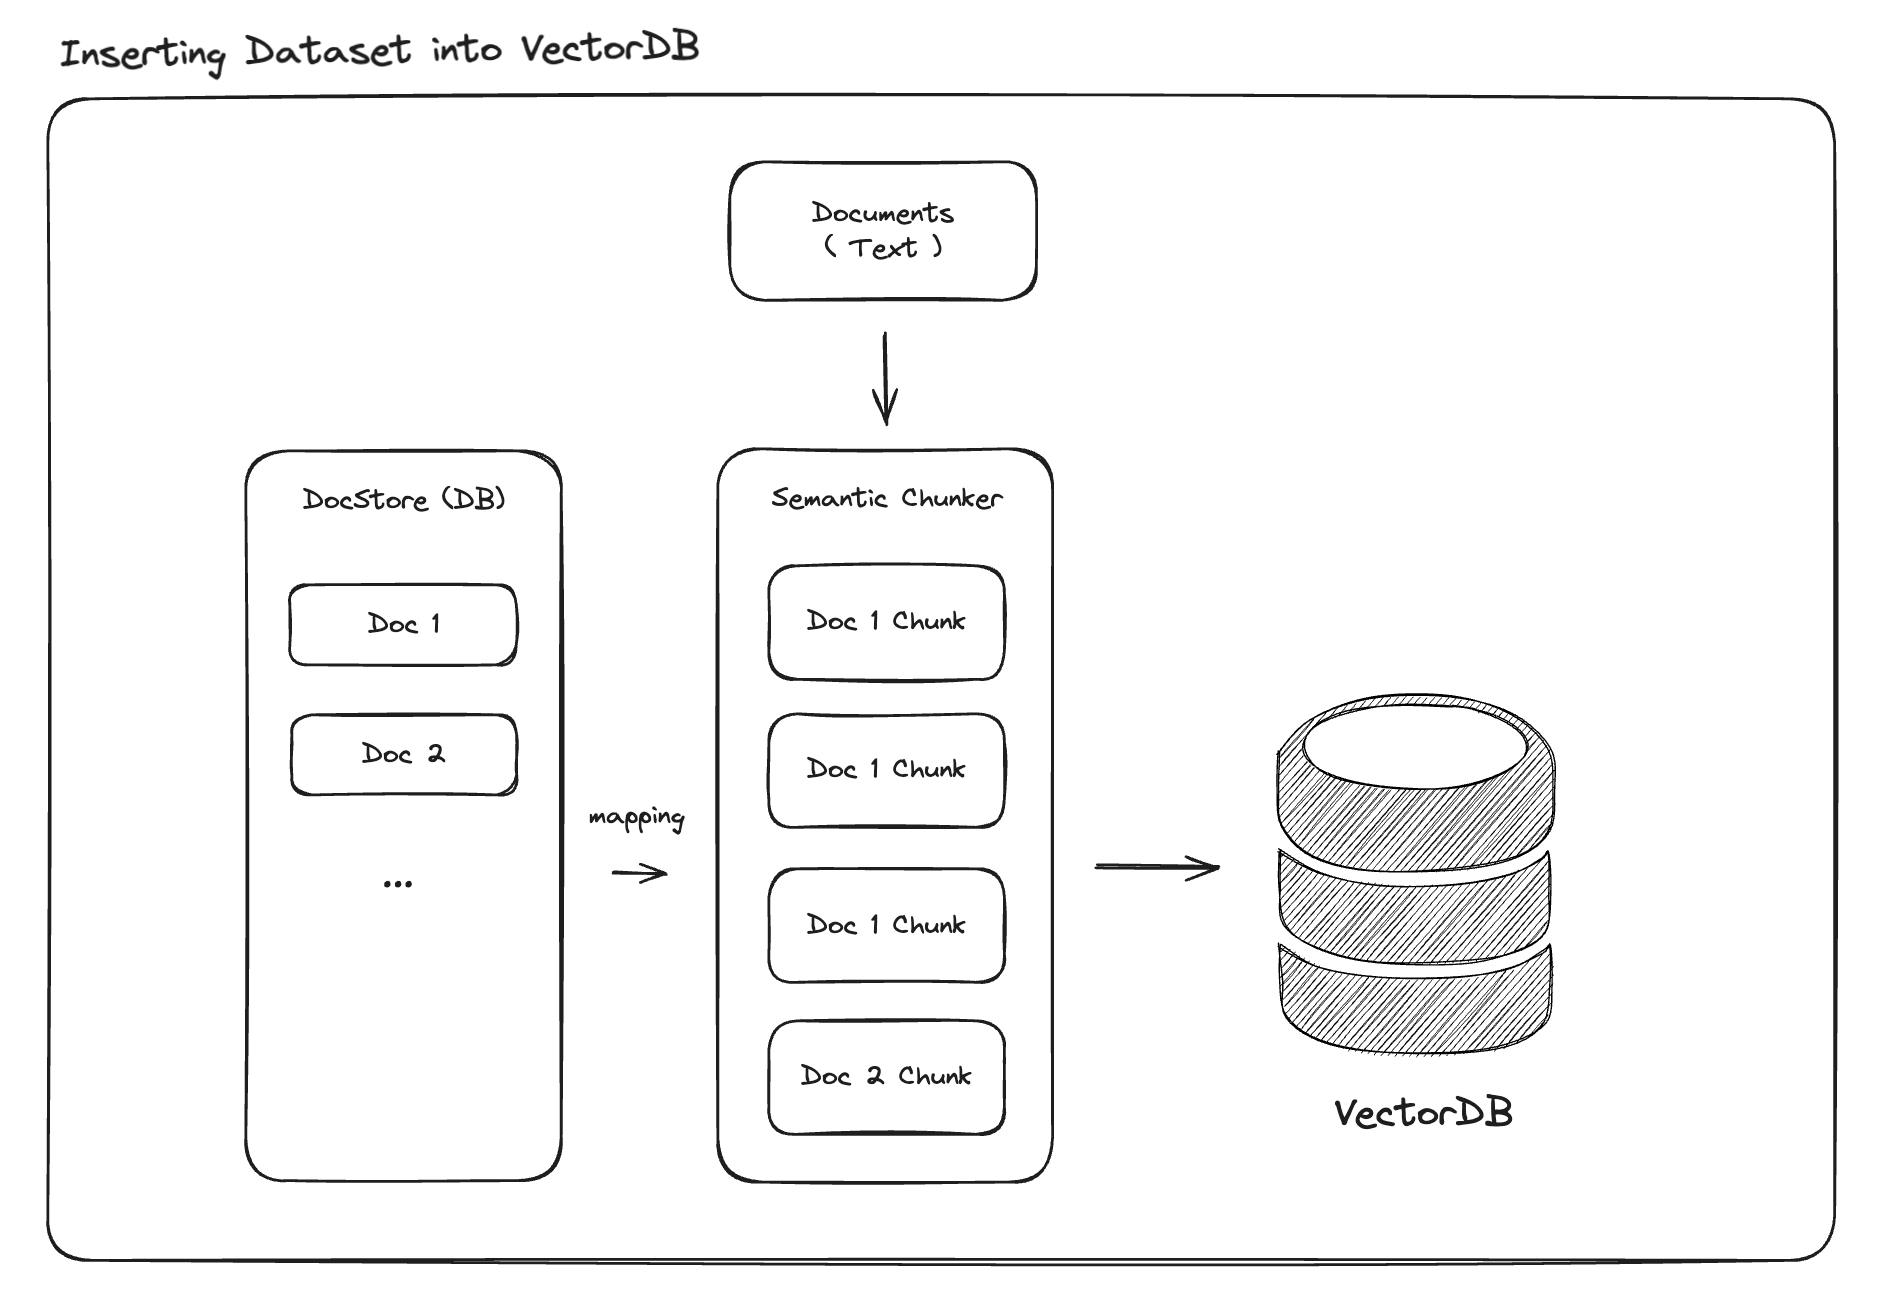 Inserting Dataset into VectorDB
Documents
( Text )
DocStore (DB)
Doc 1
Doc 2
...
mapping
Semantic Chunker
Doc 1 Chunk
Doc 1 Chunk
Doc 1 Chunk
Doc 2 Chunk
VectorDB